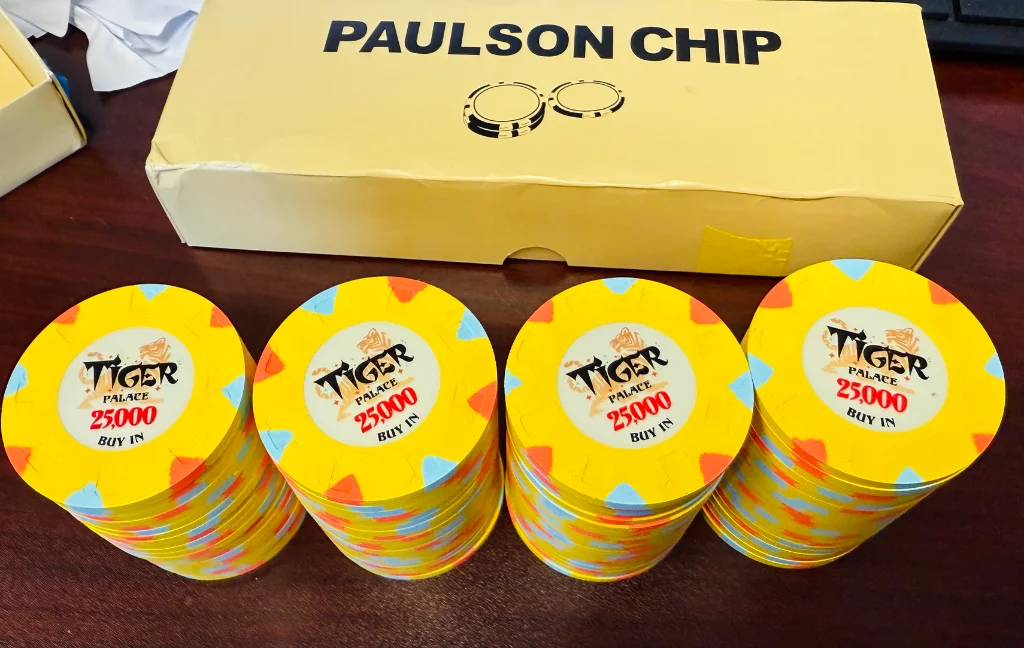 PAULSON CHIP
TIGER
PALACE
25,000
BUY IN
TIGER
PALACE
25,000
BUY IN
TIGER
PALACE
25,000
BUY IN
TIGER
PALACE
25,000
BUY IN